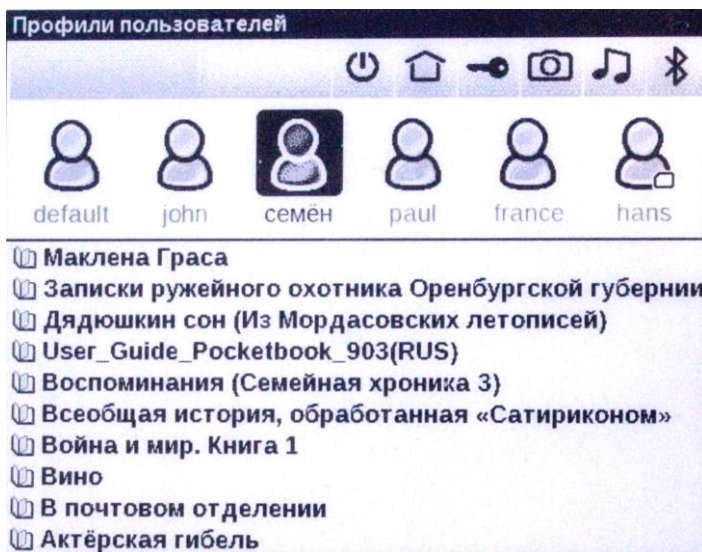 Профили пользователей
default john семён paul france hans
Маклена Граса
Записки ружейного охотника Оренбургской губернии
Дядюшкин сон (Из Мордасовских летописей)
User_Guide_Pocketbook_903(RUS)
Воспоминания (Семейная хроника 3)
Всеобщая история, обработанная «Сатириконом»
Война и мир. Книга 1
Вино
В почтовом отделении
Актёрская гибель